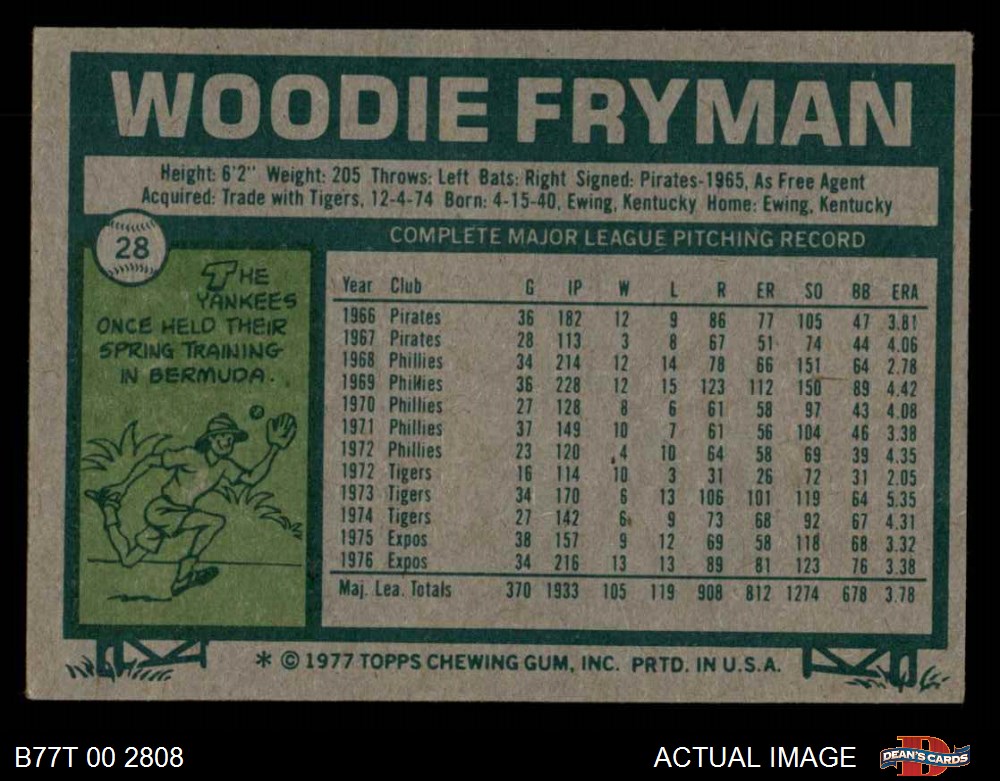 WOODIE FRYMAN
Height: 6'2" Weight: 205 Throws: Left Bats: Right Signed: Pirates-1965, As Free Agent
Acquired: Trade with Tigers, 12-4-74 Born: 4-15-40, Ewing, Kentucky Home: Ewing, Kentucky
28
THE
YANKEES
ONCE HELD THEIR
SPRING TRAINING
IN BERMUDA.
COMPLETE MAJOR LEAGUE PITCHING RECORD
Year Club G IP W L R ER SO BB ERA
1966 Pirates 36 182 12 9 86 77 105 47 3.81
1967 Pirates 28 113 3 8 67 51 74 44 4.06
1968 Phillies 34 214 12 14 78 66 151 64 2.78
1969 Phillies 36 228 12 15 123 112 150 89 4.42
1970 Phillies 27 128 8 6 61 58 97 43 4.08
1971 Phillies 37 149 10 7 61 56 104 46 3.38
1972 Phillies 23 120 4 10 64 58 69 39 4.35
1972 Tigers 16 114 10 3 31 26 72 31 2.05
1973 Tigers 34 170 6 13 106 101 119 64 5.35
1974 Tigers 27 142 6 9 73 68 92 67 4.31
1975 Expos 38 157 9 12 69 58 118 68 3.32
1976 Expos 34 216 13 13 89 81 123 76 3.38
Maj. Lea. Totals 370 1933 105 119 908 812 1274 678 3.78
* © 1977 TOPPS CHEWING GUM, INC. PRTD. IN U.S.A.
B77T 00 2808
ACTUAL IMAGE
DEAN'S CARDS